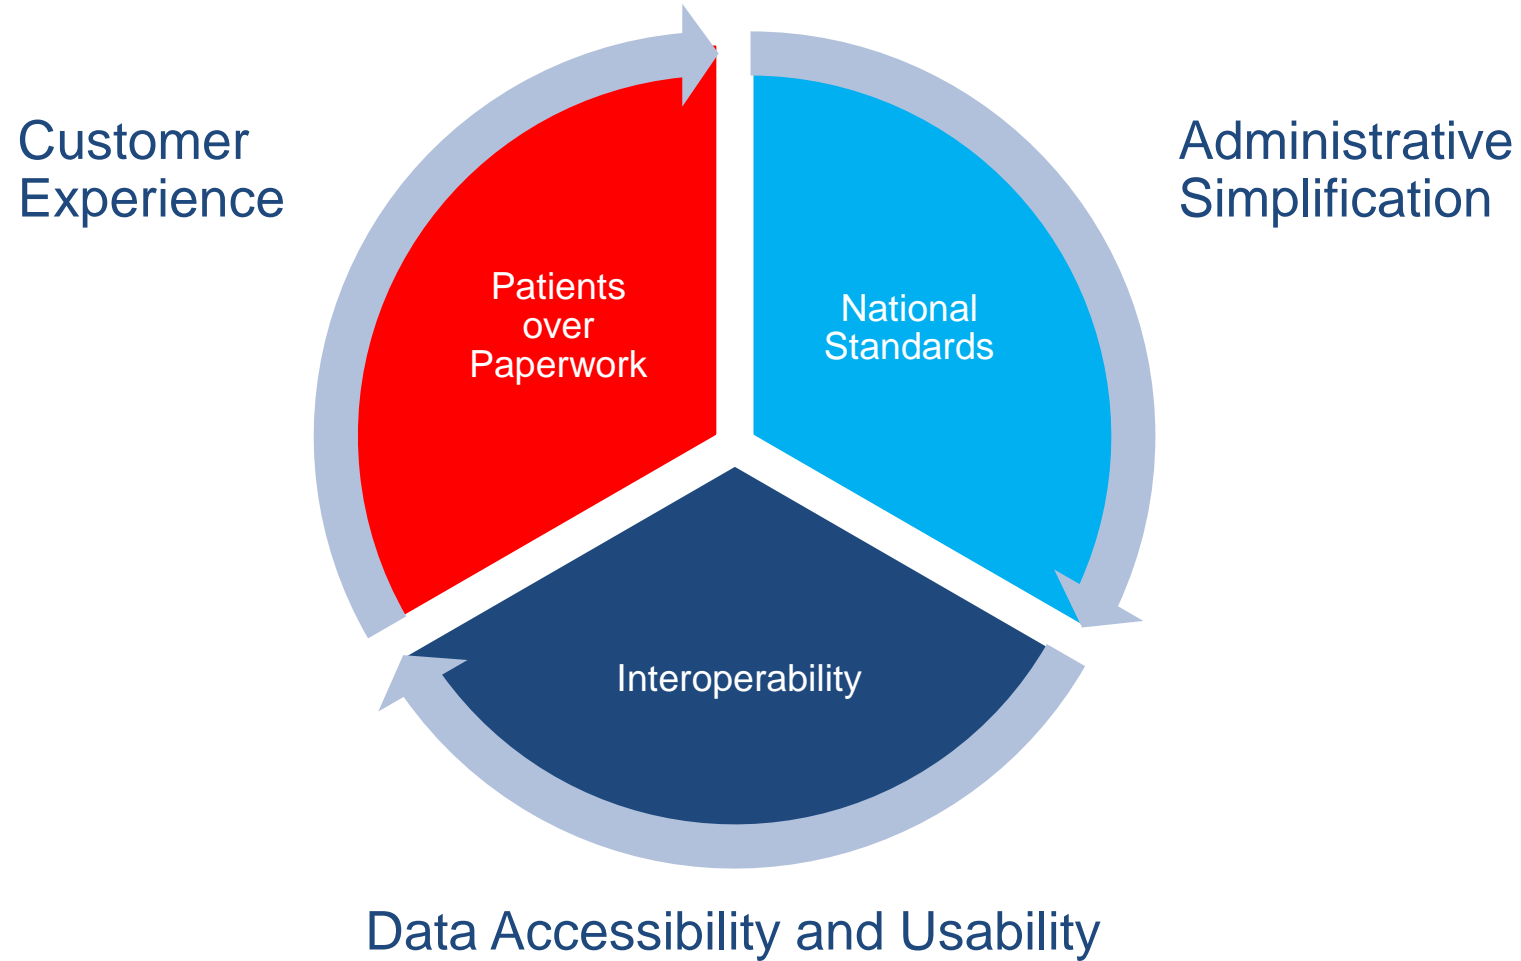 Customer
Experience
Administrative
Simplification
Patients
over
Paperwork
National
Standards
Interoperability
Data Accessibility and Usability